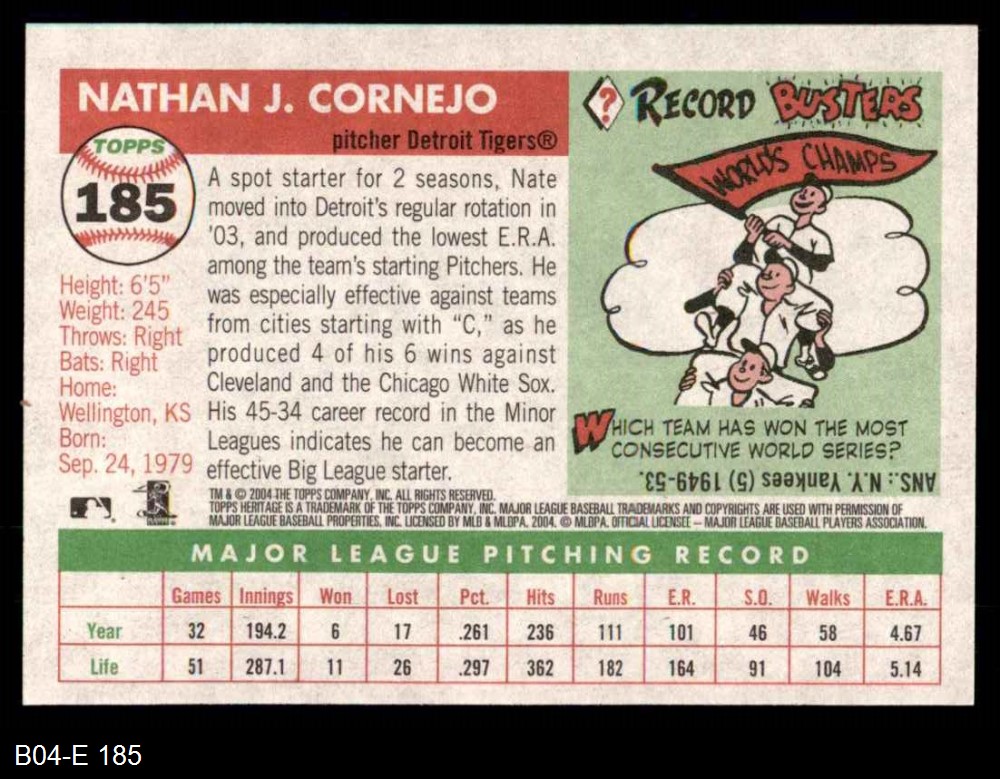 NATHAN J. CORNEJO
pitcher Detroit Tigers®
TOPPS
185
Height: 6'5"
Weight: 245
Throws: Right
Bats: Right
Home:
Wellington, KS
Born:
Sep. 24, 1979
A spot starter for 2 seasons, Nate
moved into Detroit's regular rotation in
'03, and produced the lowest E.R.A.
among the team's starting Pitchers. He
was especially effective against teams
from cities starting with "C," as he
produced 4 of his 6 wins against
Cleveland and the Chicago White Sox.
His 45-34 career record in the Minor
Leagues indicates he can become an
effective Big League starter.
? RECORD BUSTERS
WORLD'S CHAMPS
WHICH TEAM HAS WON THE MOST
CONSECUTIVE WORLD SERIES?
ANS.: N.Y. Yankees (5) 1949-53.
TM & © 2004 THE TOPPS COMPANY, INC. ALL RIGHTS RESERVED.
TOPPS HERITAGE IS A TRADEMARK OF THE TOPPS COMPANY, INC. MAJOR LEAGUE BASEBALL TRADEMARKS AND COPYRIGHTS ARE USED WITH PERMISSION OF
MAJOR LEAGUE BASEBALL PROPERTIES, INC. LICENSED BY MLB & MLBPA, 2004. © MLBPA. OFFICIAL LICENSEE – MAJOR LEAGUE BASEBALL PLAYERS ASSOCIATION.
MAJOR LEAGUE PITCHING RECORD
Games Innings Won Lost Pct. Hits Runs E.R. S.O. Walks E.R.A.
Year 32 194.2 6 17 .261 236 111 101 46 58 4.67
Life 51 287.1 11 26 .297 362 182 164 91 104 5.14
B04-E 185